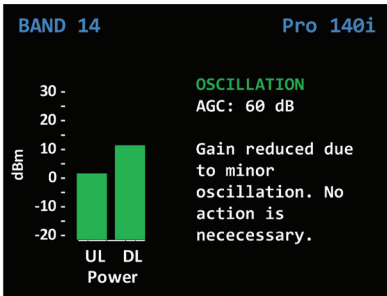 BAND 14 Pro 140i
OSCILLATION
AGC: 60 dB
Gain reduced due
to minor
oscillation. No
action is
nececessary.
dBm
30 -
20 -
10 -
0 -
-10 -
-20 -
UL DL
Power